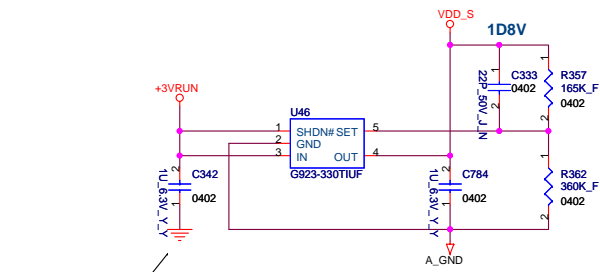 VDD_S
1D8V
+3VRUN
1
C333
0402
22P_50V_J_N
2
1
R357
165K_F
0402
2
U46
1 SHDN# SET 5
2 GND
3 IN OUT 4
G923-330TIUF
2
C342
0402
1
1U_6.3V_Y_Y
2
C784
0402
1
1U_6.3V_Y_Y
1
R362
360K_F
0402
2
A_GND